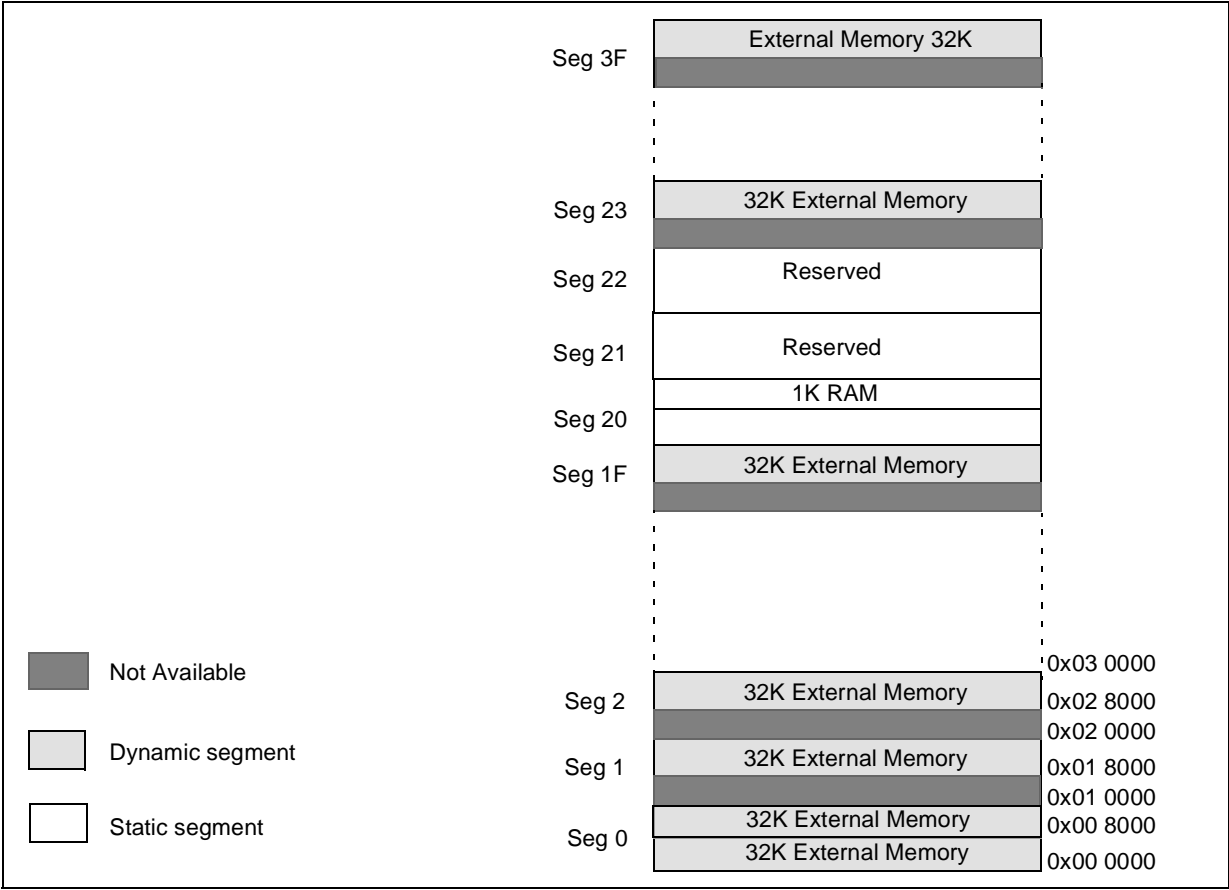 External Memory 32K
Seg 3F
32K External Memory
Seg 23
Seg 22
Reserved
Seg 21
Reserved
1K RAM
Seg 20
32K External Memory
Seg 1F
0x03 0000
Not Available
32K External Memory
Seg 2
0x02 8000
0x02 0000
Dynamic segment
32K External Memory
Seg 1
0x01 8000
0x01 0000
Static segment
32K External Memory
0x00 8000
Seg 0
32K External Memory
0x00 0000